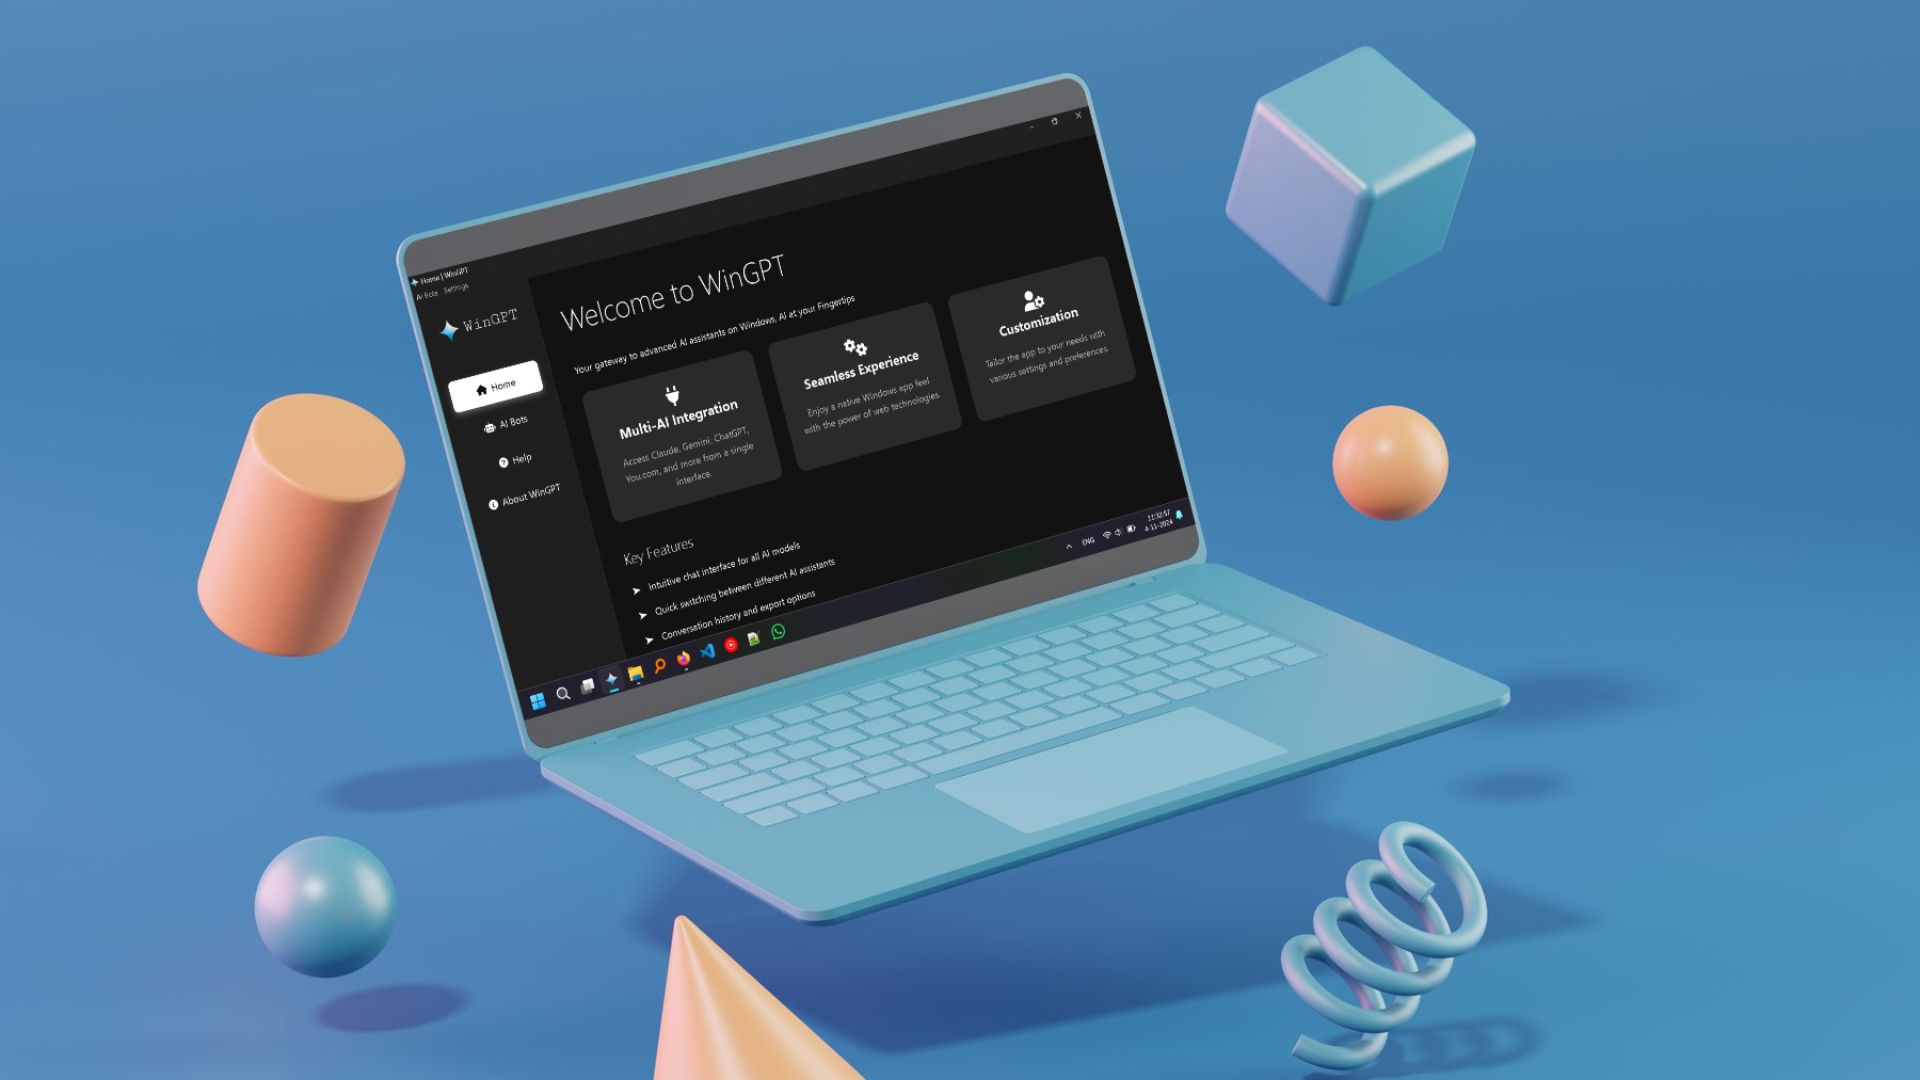 Home | WinGPT
AI Bots Settings
WinGPT
Home
AI Bots
Help
About WinGPT
Welcome to WinGPT
Your gateway to advanced AI assistants on Windows, AI at your Fingertips
Multi-AI Integration
Access Claude, Gemini, ChatGPT,
You.com, and more from a single
interface.
Seamless Experience
Enjoy a native Windows app feel
with the power of web technologies.
Customization
Tailor the app to your needs with
various settings and preferences.
Key Features
Intuitive chat interface for all AI models
Quick switching between different AI assistants
Conversation history and export options
ENG
11:32:57
4-11-2024